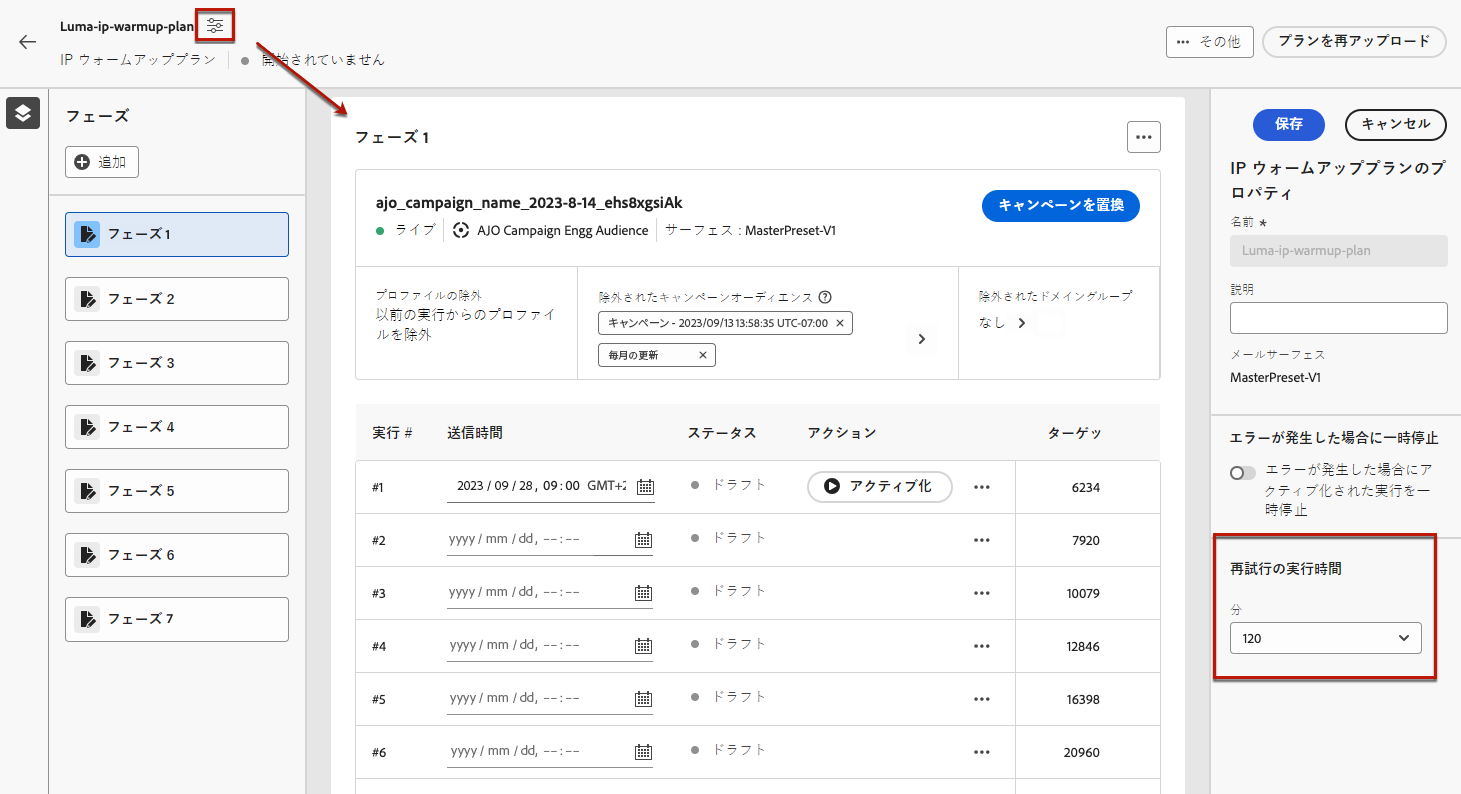 Luma-ip-warmup-plan
IP ウォームアッププラン
開始されていません
その他
プランを再アップロード
フェーズ
追加
フェーズ 1
フェーズ 2
フェーズ 3
フェーズ 4
フェーズ 5
フェーズ 6
フェーズ 7
フェーズ 1
ajo_campaign_name_2023-8-14_ehs8xgsiAk
キャンペーンを置換
ライブ
AJO Campaign Engg Audience
サーフェス : MasterPreset-V1
プロファイルの除外
以前の実行からのプロファイ
ルを除外
除外されたキャンペーンオーディエンス
キャンペーン - 2023/09/13 13:58:35 UTC-07:00
毎月の更新
除外されたドメイングループ
なし
実行 # 送信時間 ステータス アクション ターゲッ
#1 2023 / 09 / 28 , 09 : 00 GMT+2 ドラフト アクティブ化 6234
#2 yyyy / mm / dd, -- : -- ドラフト 7920
#3 yyyy / mm / dd, -- : -- ドラフト 10079
#4 yyyy / mm / dd, -- : -- ドラフト 12846
#5 yyyy / mm / dd, -- : -- ドラフト 16398
#6 yyyy / mm / dd, -- : -- ドラフト 20960
保存
キャンセル
IP ウォームアッププランのプ
ロパティ
名前 *
Luma-ip-warmup-plan
説明
メールサーフェス
MasterPreset-V1
エラーが発生した場合に一時停止
エラーが発生した場合にア
クティブ化された実行を一
時停止
再試行の実行時間
分
120